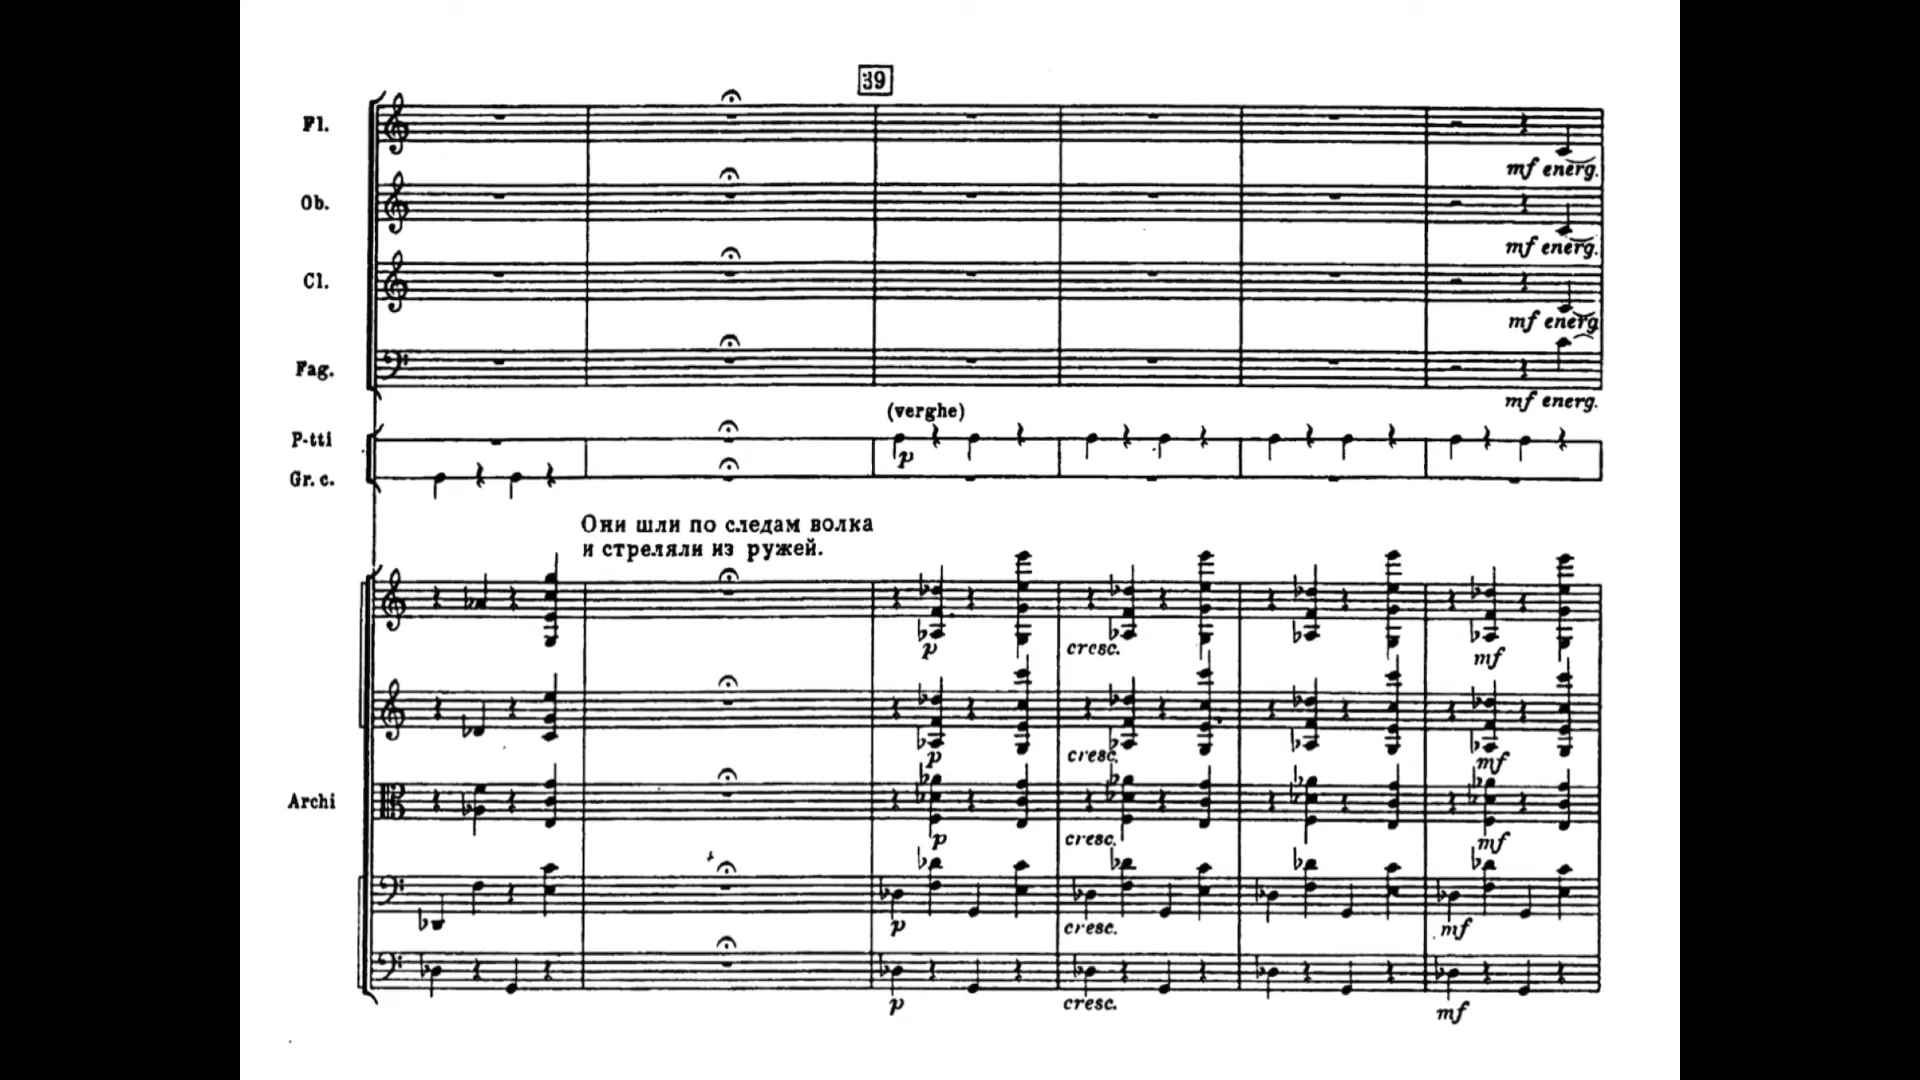 39
Fl.
mf energ.
Ob.
mf energ.
Cl.
mf energ.
Fag.
mf energ.
(verghe)
P-tti
p
Gr. c.
Они шли по следам волка
и стреляли из ружей.
p cresc. mf
p cresc. mf
Archi
p cresc. mf
p cresc. mf
p cresc. mf